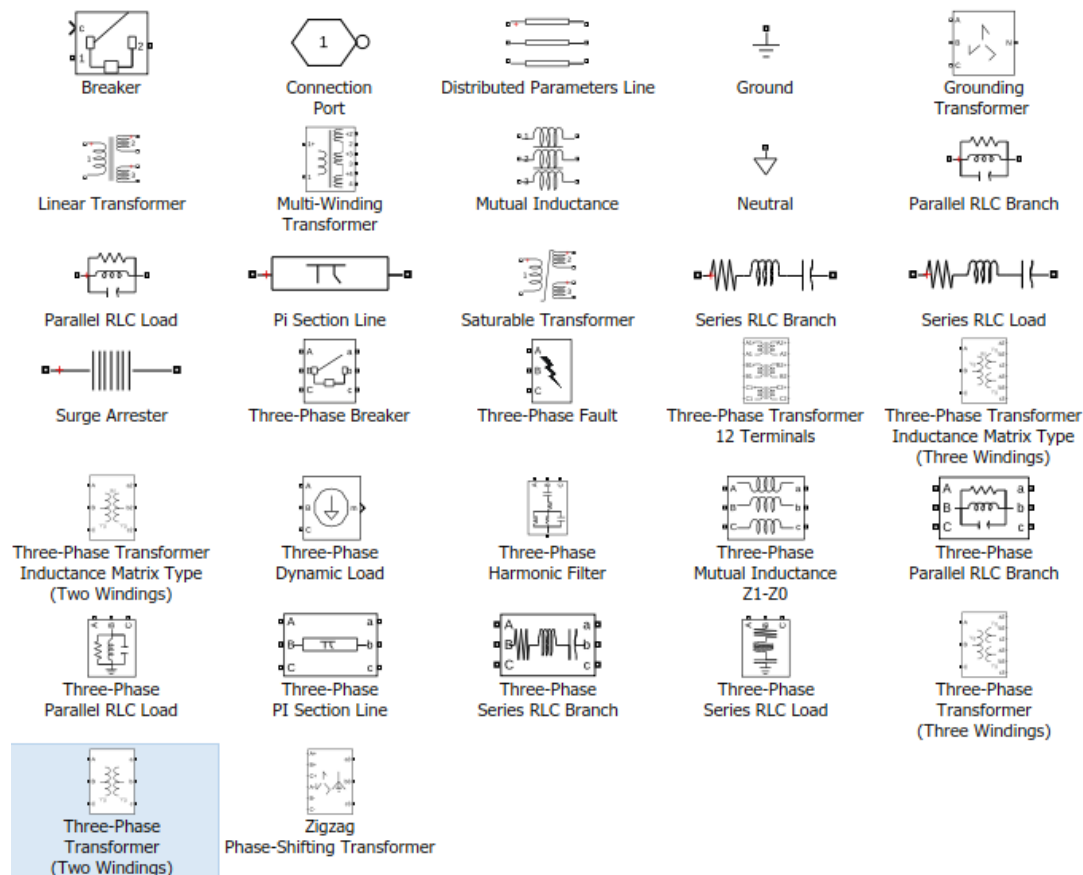 Breaker
Connection
Port
Distributed Parameters Line
Ground
Grounding
Transformer
Linear Transformer
Multi-Winding
Transformer
Mutual Inductance
Neutral
Parallel RLC Branch
Parallel RLC Load
Pi Section Line
Saturable Transformer
Series RLC Branch
Series RLC Load
Surge Arrester
Three-Phase Breaker
Three-Phase Fault
Three-Phase Transformer
12 Terminals
Three-Phase Transformer
Inductance Matrix Type
(Three Windings)
Three-Phase Transformer
Inductance Matrix Type
(Two Windings)
Three-Phase
Dynamic Load
Three-Phase
Harmonic Filter
Three-Phase
Mutual Inductance
Z1-Z0
Three-Phase
Parallel RLC Branch
Three-Phase
Parallel RLC Load
Three-Phase
PI Section Line
Three-Phase
Series RLC Branch
Three-Phase
Series RLC Load
Three-Phase
Transformer
(Three Windings)
Three-Phase
Transformer
(Two Windings)
Zigzag
Phase-Shifting Transformer